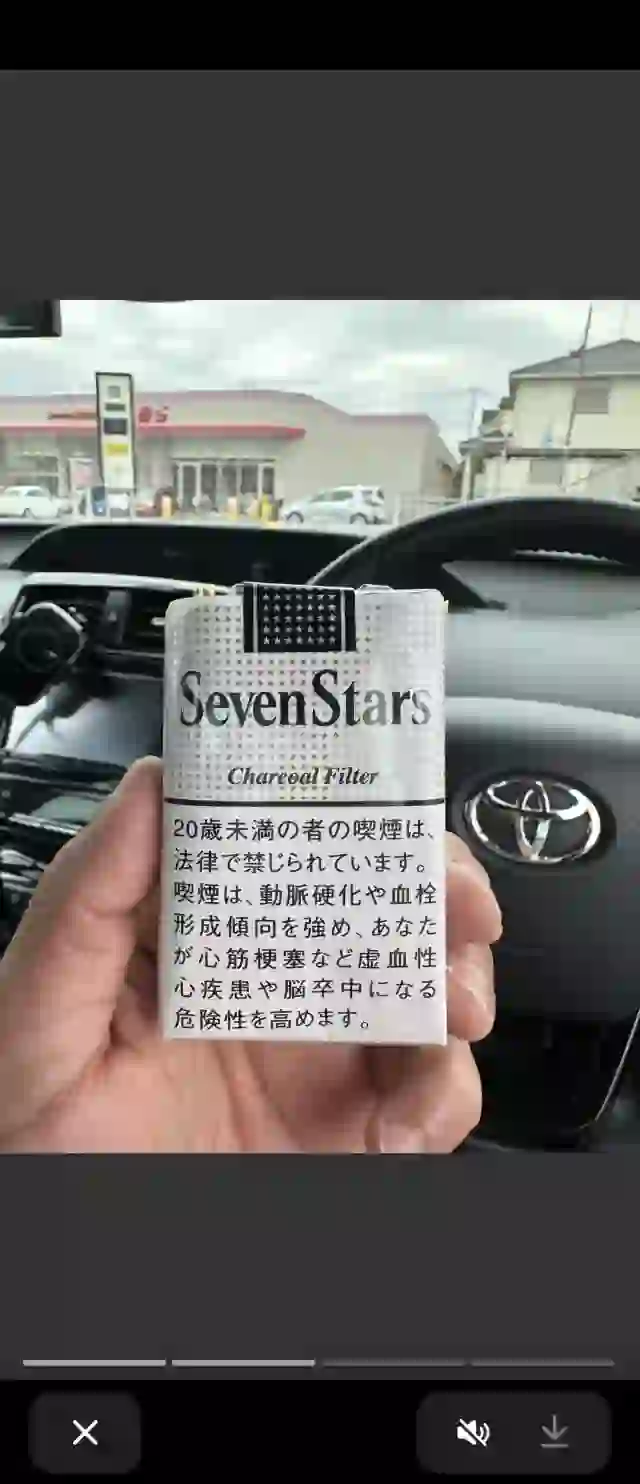 SevenStars
Charcoal Filter
20歳未満の者の喫煙は、
法律で禁じられています。
喫煙は、動脈硬化や血栓
形成傾向を強め、あなた
が心筋梗塞など虚血性
心疾患や脳卒中になる
危険性を高めます。